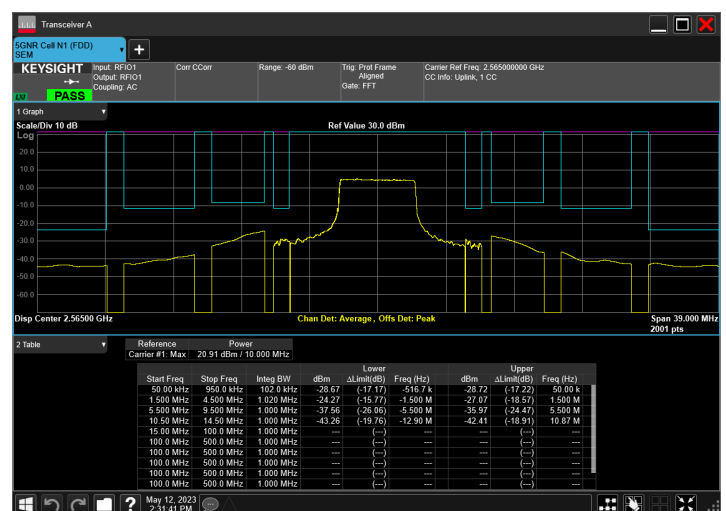 Transceiver A
5GNR Cell N1 (FDD)
SEM
KEYSIGHT Input: RFIO1 Corr CCorr Range: -60 dBm Trig: Prot Frame Carrier Ref Freq: 2.565000000 GHz
Output: RFIO1 Aligned CC Info: Uplink, 1 CC
Coupling: AC Gate: FFT
LXI PASS
1 Graph
Scale/Div 10 dB Ref Value 30.0 dBm
Log
20.0
10.0
0.00
-10.0
-20.0
-30.0
-40.0
-50.0
-60.0
Disp Center 2.56500 GHz Chan Det: Average, Offs Det: Peak Span 39.000 MHz
2001 pts
2 Table Reference Power
Carrier #1: Max 20.91 dBm / 10.000 MHz
Lower Upper
Start Freq Stop Freq Integ BW dBm ΔLimit(dB) Freq (Hz) dBm ΔLimit(dB) Freq (Hz)
50.00 kHz 950.0 kHz 102.0 kHz -28.67 (-17.17) -516.7 k -28.72 (-17.22) 50.00 k
1.500 MHz 4.500 MHz 1.020 MHz -24.27 (-15.77) -1.500 M -27.07 (-18.57) 1.500 M
5.500 MHz 9.500 MHz 1.000 MHz -37.56 (-26.06) -5.500 M -35.97 (-24.47) 5.500 M
10.50 MHz 14.50 MHz 1.000 MHz -43.26 (-19.76) -12.90 M -42.41 (-18.91) 10.87 M
15.00 MHz 100.0 MHz 1.000 MHz --- (---) --- --- (---) ---
100.0 MHz 500.0 MHz 1.000 MHz --- (---) --- --- (---) ---
100.0 MHz 500.0 MHz 1.000 MHz --- (---) --- --- (---) ---
100.0 MHz 500.0 MHz 1.000 MHz --- (---) --- --- (---) ---
100.0 MHz 500.0 MHz 1.000 MHz --- (---) --- --- (---) ---
100.0 MHz 500.0 MHz 1.000 MHz --- (---) --- --- (---) ---
? May 12, 2023
2:31:41 PM